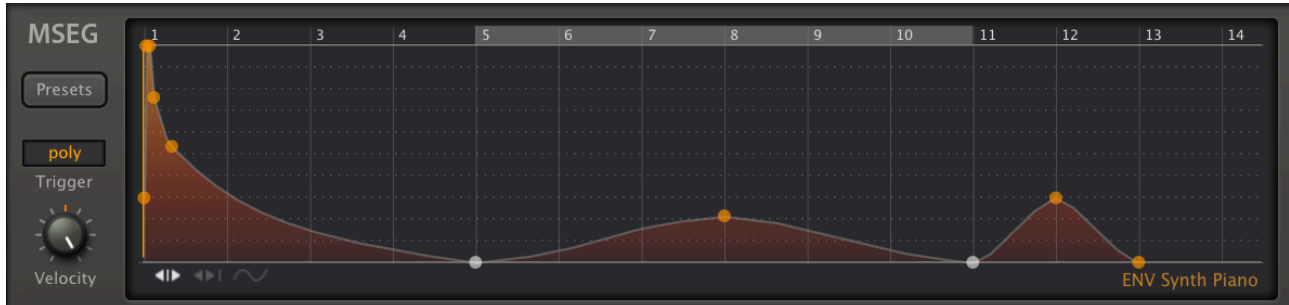 MSEG
1 2 3 4 5 6 7 8 9 10 11 12 13 14
Presets
poly
Trigger
Velocity
ENV Synth Piano